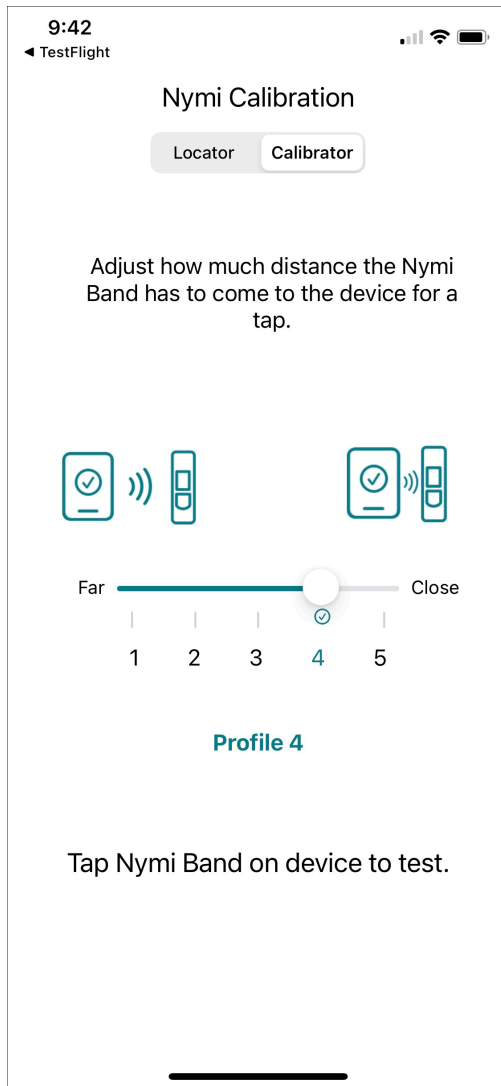 9:42
◀ TestFlight
Nymi Calibration
Locator Calibrator
Adjust how much distance the Nymi
Band has to come to the device for a
tap.
Far Close
1 2 3 4 5
Profile 4
Tap Nymi Band on device to test.